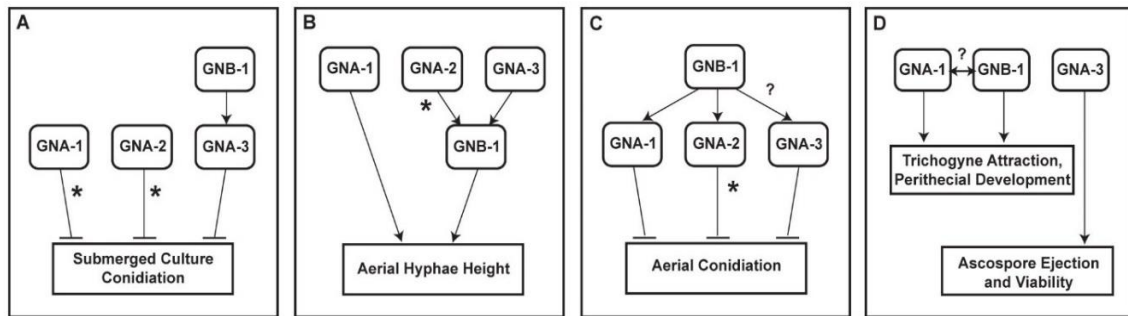 A
GNB-1
GNA-1 GNA-2 GNA-3
* *
Submerged Culture
Conidiation
B
GNA-1 GNA-2 GNA-3
*
GNB-1
Aerial Hyphae Height
C
GNB-1
?
GNA-1 GNA-2 GNA-3
*
Aerial Conidiation
D
GNA-1 ? GNB-1 GNA-3
Trichogyne Attraction,
Perithecial Development
Ascospore Ejection
and Viability